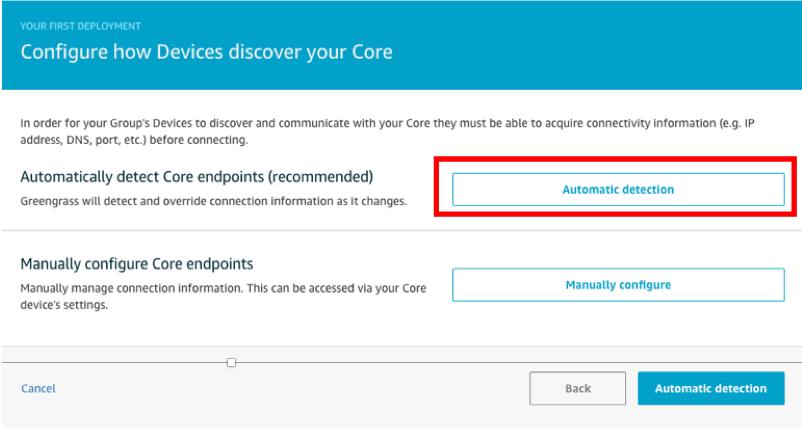 YOUR FIRST DEPLOYMENT
Configure how Devices discover your Core
In order for your Group's Devices to discover and communicate with your Core they must be able to acquire connectivity information (e.g. IP
address, DNS, port, etc.) before connecting.
Automatically detect Core endpoints (recommended)
Greengrass will detect and override connection information as it changes.
Automatic detection
Manually configure Core endpoints
Manually manage connection information. This can be accessed via your Core
device's settings.
Manually configure
Cancel
Back
Automatic detection